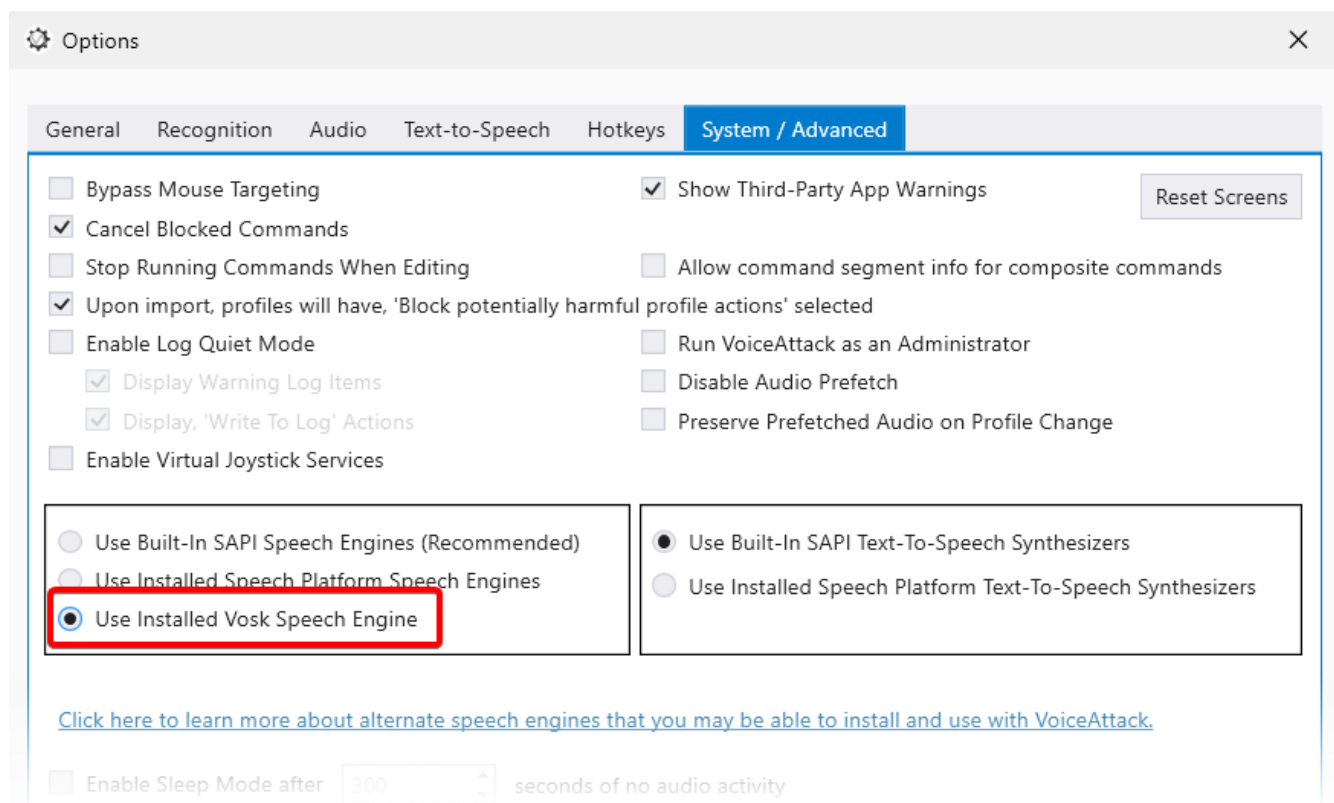 Options
General Recognition Audio Text-to-Speech Hotkeys System / Advanced
Bypass Mouse Targeting
Show Third-Party App Warnings
Reset Screens
Cancel Blocked Commands
Stop Running Commands When Editing
Allow command segment info for composite commands
Upon import, profiles will have, 'Block potentially harmful profile actions' selected
Enable Log Quiet Mode
Run VoiceAttack as an Administrator
Display Warning Log Items
Disable Audio Prefetch
Display, 'Write To Log' Actions
Preserve Prefetched Audio on Profile Change
Enable Virtual Joystick Services
Use Built-In SAPI Speech Engines (Recommended)
Use Installed Speech Platform Speech Engines
Use Installed Vosk Speech Engine
Use Built-In SAPI Text-To-Speech Synthesizers
Use Installed Speech Platform Text-To-Speech Synthesizers
Click here to learn more about alternate speech engines that you may be able to install and use with VoiceAttack.
Enable Sleep Mode after 300 seconds of no audio activity